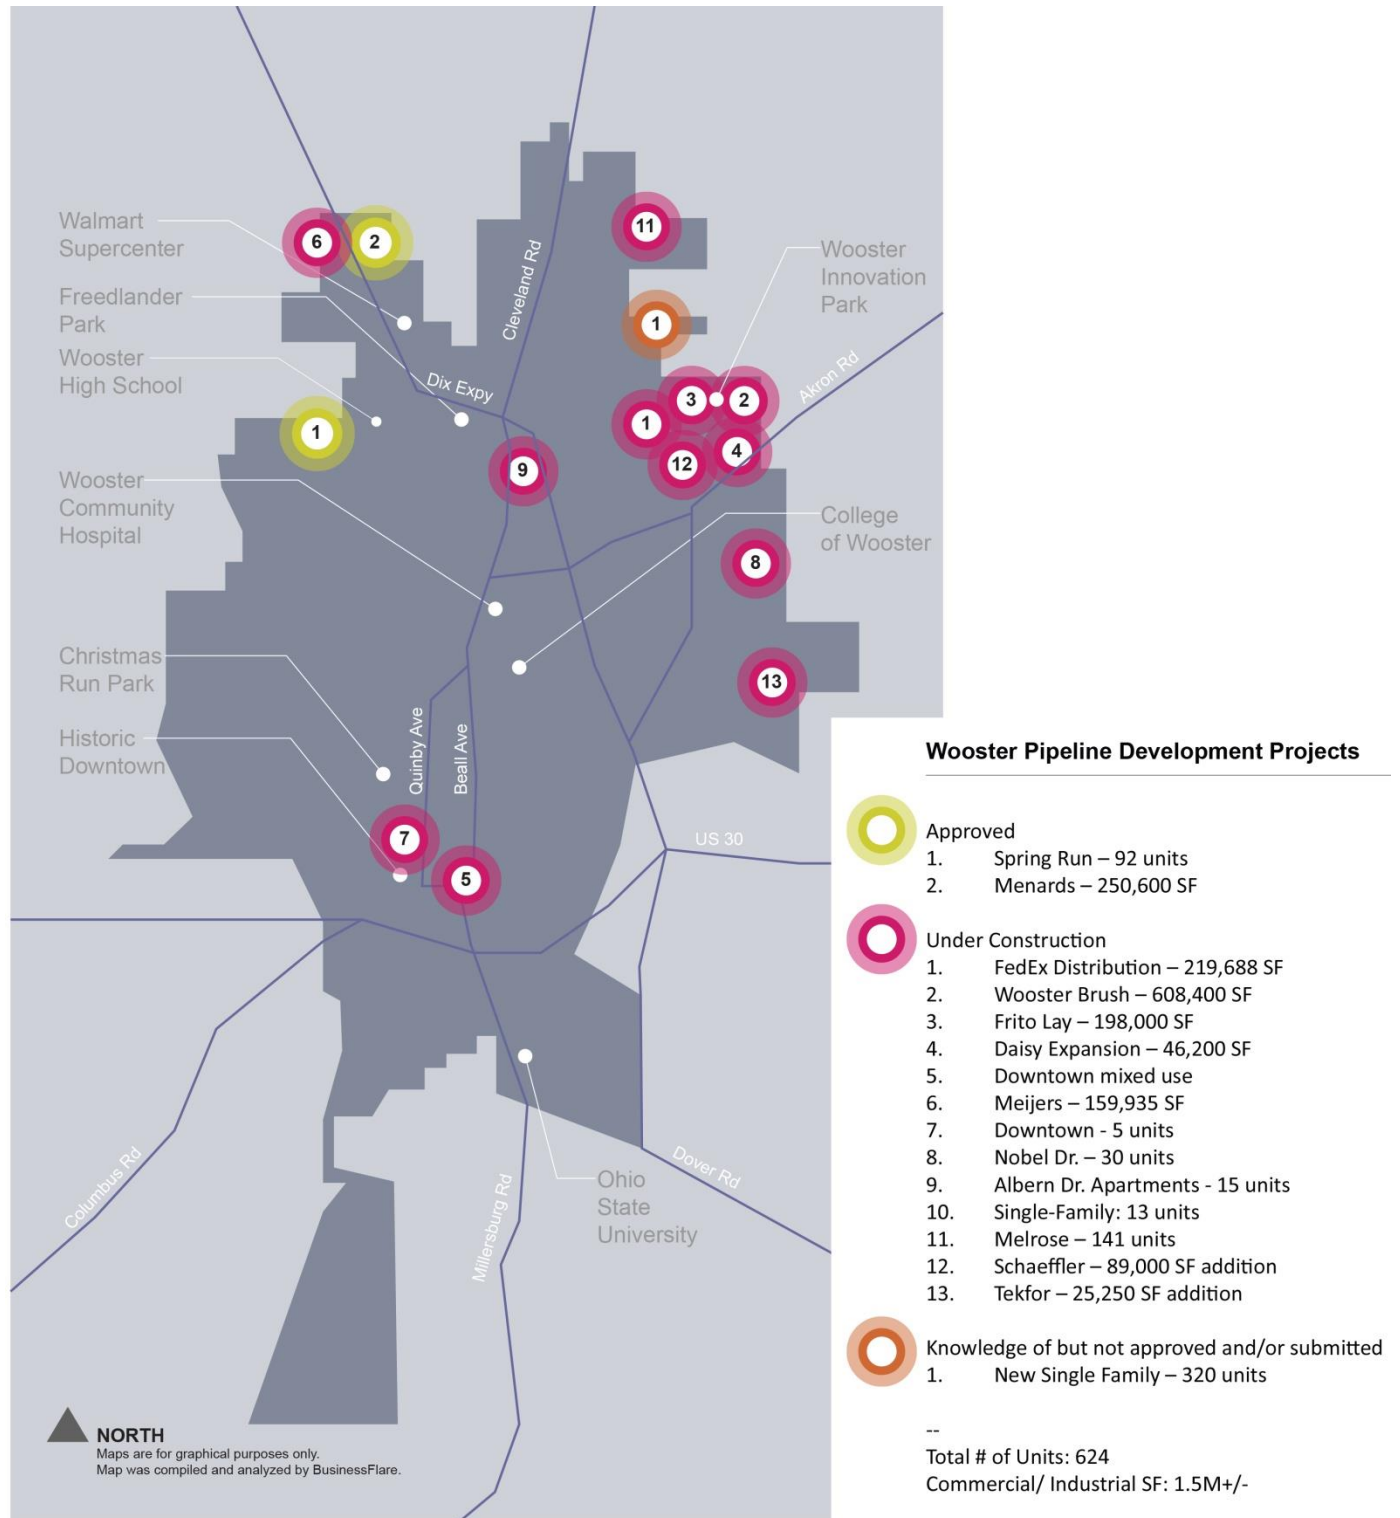 Walmart
Supercenter
Freedlander
Park
Wooster
High School
Wooster
Community
Hospital
Christmas
Run Park
Historic
Downtown
Wooster
Innovation
Park
College
of Wooster
Ohio
State
University
Cleveland Rd
Dix Expy
Akron Rd
Quinby Ave
Beall Ave
US 30
Columbus Rd
Millersburg Rd
Dover Rd
6
2
11
1
3
2
1
4
12
1
9
8
13
7
5
NORTH
Maps are for graphical purposes only.
Map was compiled and analyzed by BusinessFlare.
Wooster Pipeline Development Projects
Approved
1. Spring Run – 92 units
2. Menards – 250,600 SF
Under Construction
1. FedEx Distribution – 219,688 SF
2. Wooster Brush – 608,400 SF
3. Frito Lay – 198,000 SF
4. Daisy Expansion – 46,200 SF
5. Downtown mixed use
6. Meijers – 159,935 SF
7. Downtown - 5 units
8. Nobel Dr. – 30 units
9. Albern Dr. Apartments - 15 units
10. Single-Family: 13 units
11. Melrose – 141 units
12. Schaeffler – 89,000 SF addition
13. Tekfor – 25,250 SF addition
Knowledge of but not approved and/or submitted
1. New Single Family – 320 units
--
Total # of Units: 624
Commercial/ Industrial SF: 1.5M+/-